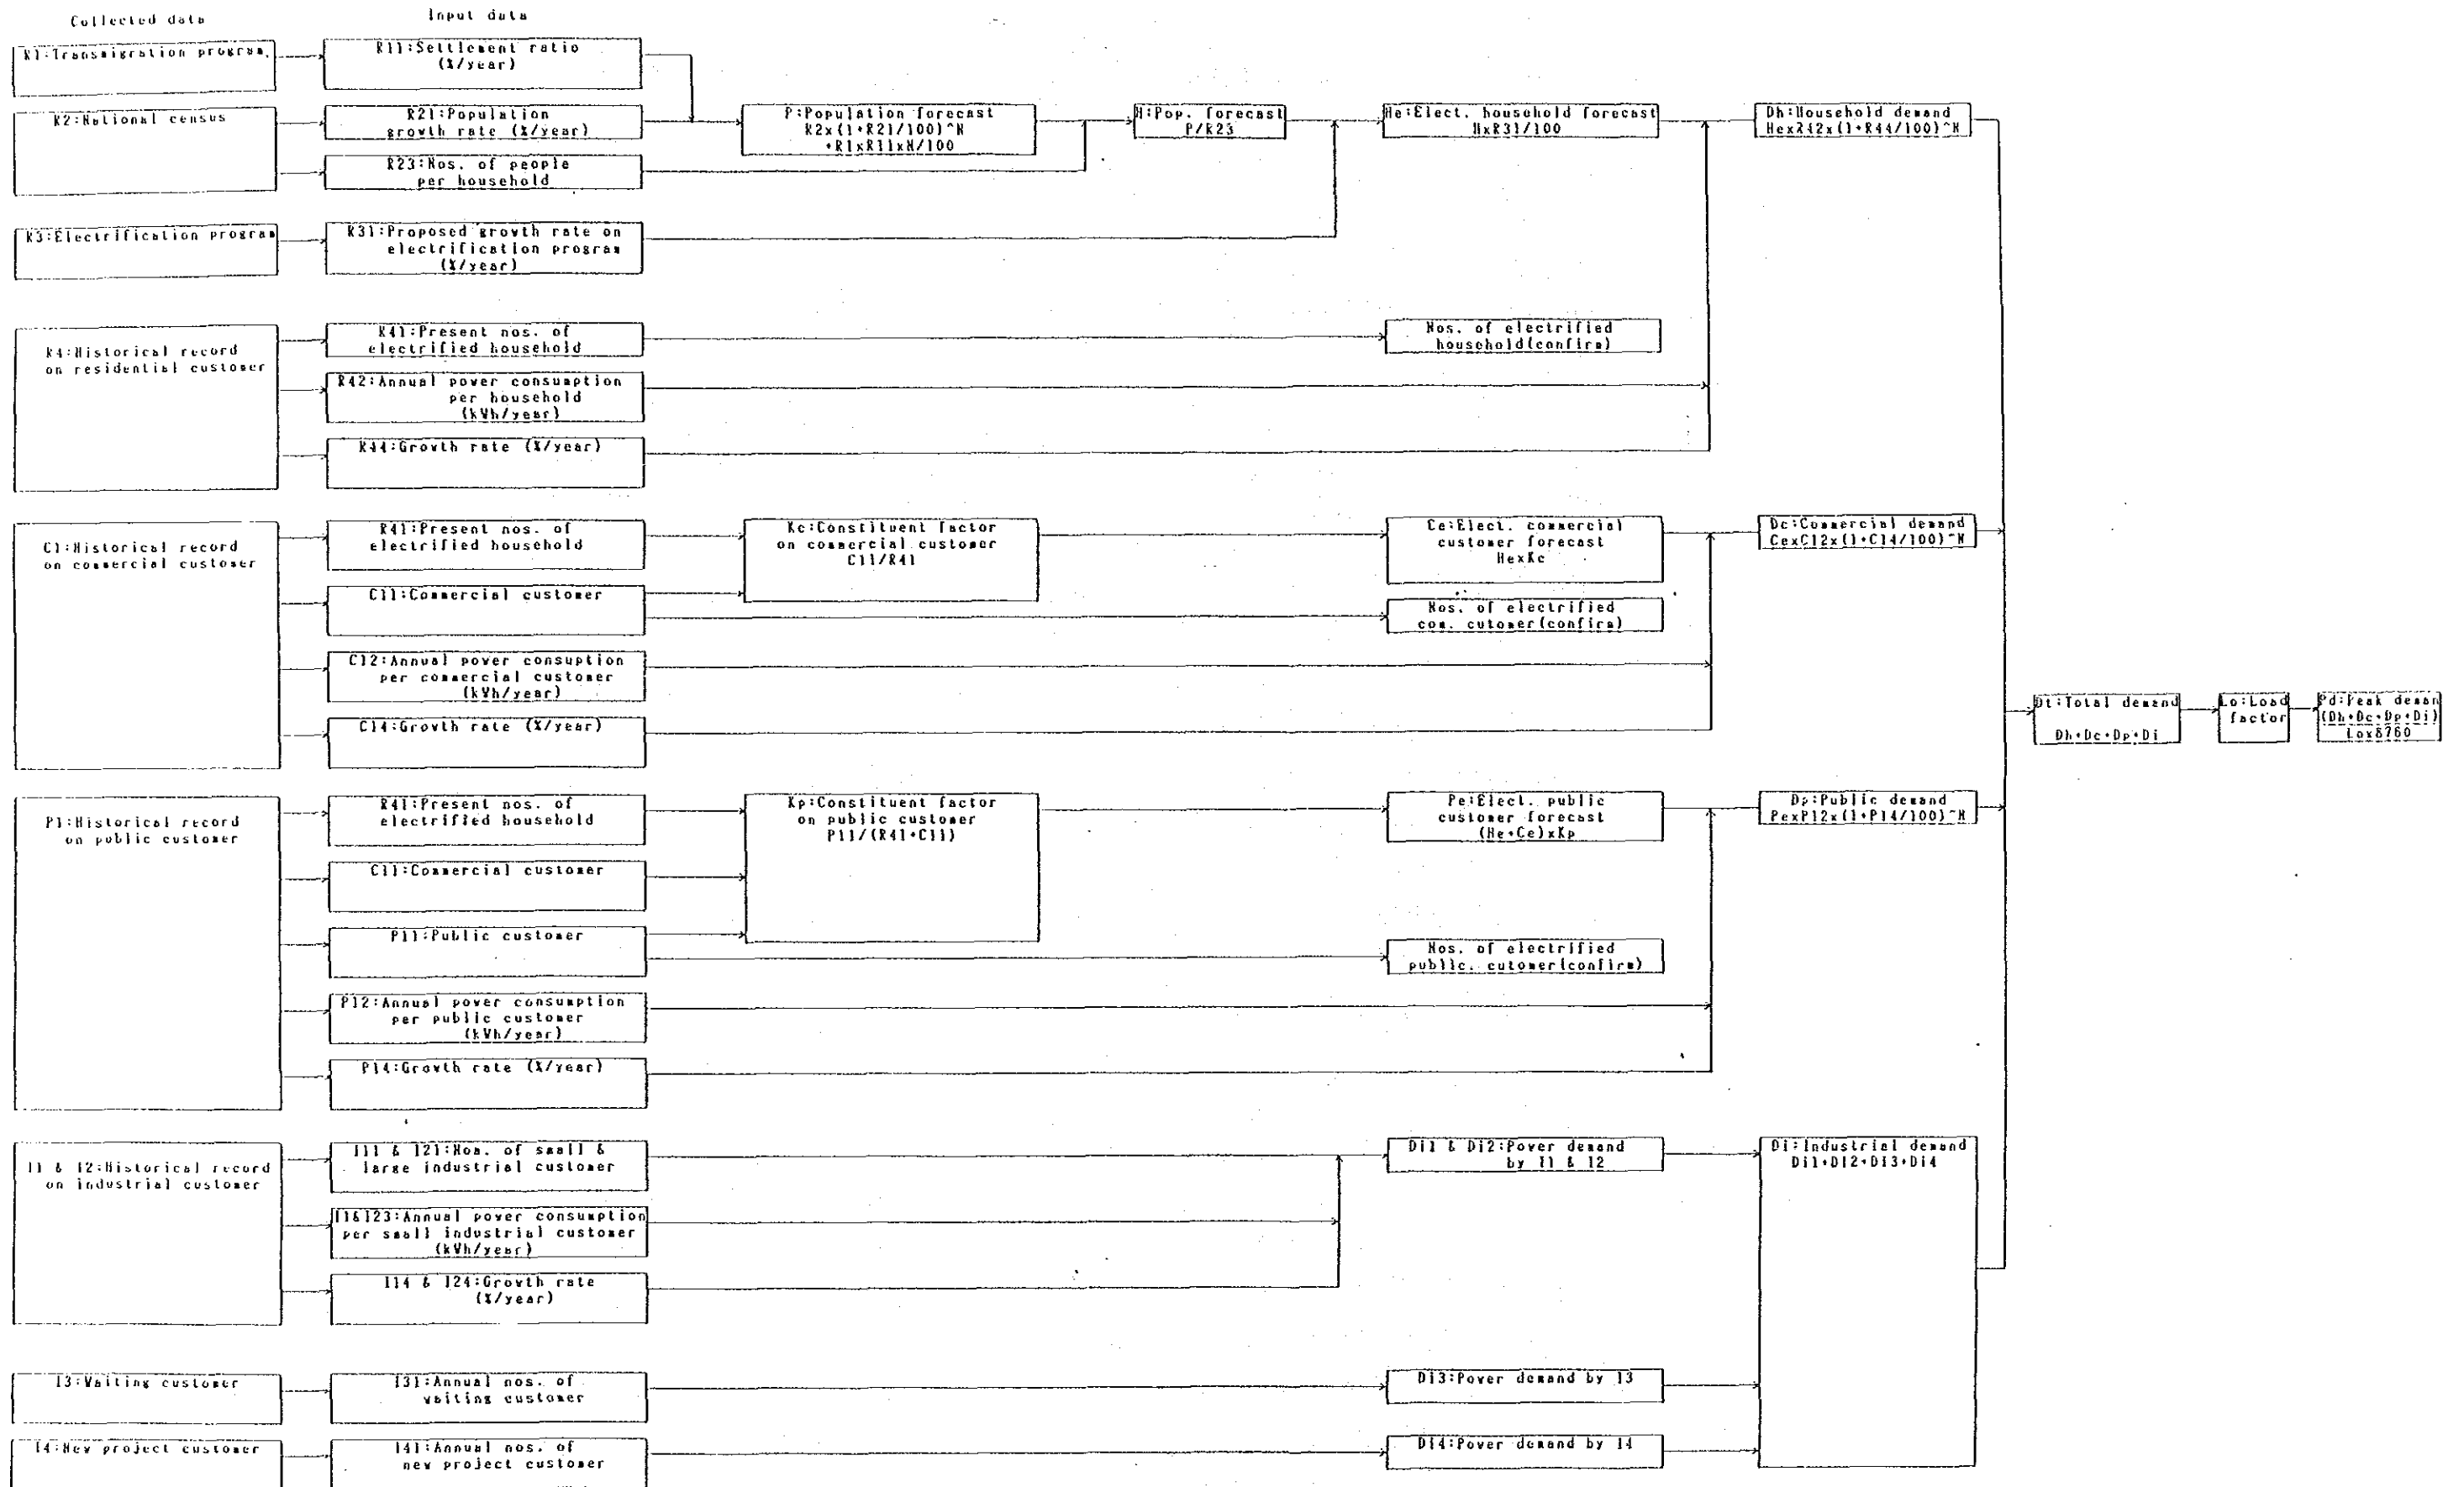 Collected data
Input data
R1:Transmigration program.
R11:Settlement ratio
(%/year)
R2:National census
R21:Population
growth rate (%/year)
P:Population forecast
R2x(1+R21/100)^N
+R1xR11xN/100
H:Pop. forecast
P/R23
He:Elect. household forecast
HxR31/100
Dh:Household demand
HexR42x(1+R44/100)^N
R23:Nos. of people
per household
R3:Electrification program
R31:Proposed growth rate on
electrification program
(%/year)
R4:Historical record
on residential customer
R41:Present nos. of
electrified household
Nos. of electrified
household(confirm)
R42:Annual power consumption
per household
(kWh/year)
R44:Growth rate (%/year)
C1:Historical record
on commercial customer
R41:Present nos. of
electrified household
Kc:Constituent factor
on commercial customer
C11/R41
Ce:Elect. commercial
customer forecast
HexKc
Dc:Commercial demand
CexC12x(1+C14/100)^N
C11:Commercial customer
Nos. of electrified
com. cutomer(confirm)
C12:Annual power consuption
per commercial customer
(kWh/year)
C14:Growth rate (%/year)
Dt:Total demand
Dh+Dc+Dp+Di
Lo:Load
factor
Pd:Peak deman
(Dh+Dc+Dp+Di)
Lox8760
P1:Historical record
on public customer
R41:Present nos. of
electrified household
Kp:Constituent factor
on public customer
P11/(R41+C11)
Pe:Elect. public
customer forecast
(He+Ce)xKp
Dp:Public demand
PexP12x(1+P14/100)^N
C11:Commercial customer
P11:Public customer
Nos. of electrified
public. cutomer(confirm)
P12:Annual power consumption
per public customer
(kWh/year)
P14:Growth rate (%/year)
I1 & I2:Historical record
on industrial customer
I11 & I21:Nos. of small &
large industrial customer
Di1 & Di2:Power demand
by I1 & I2
Di:Industrial demand
Di1+Di2+Di3+Di4
I1&I23:Annual power consumption
per small industrial customer
(kWh/year)
I14 & I24:Growth rate
(%/year)
I3:Waiting customer
I31:Annual nos. of
waiting customer
Di3:Power demand by I3
I4:New project customer
I41:Annual nos. of
new project customer
Di4:Power demand by I4